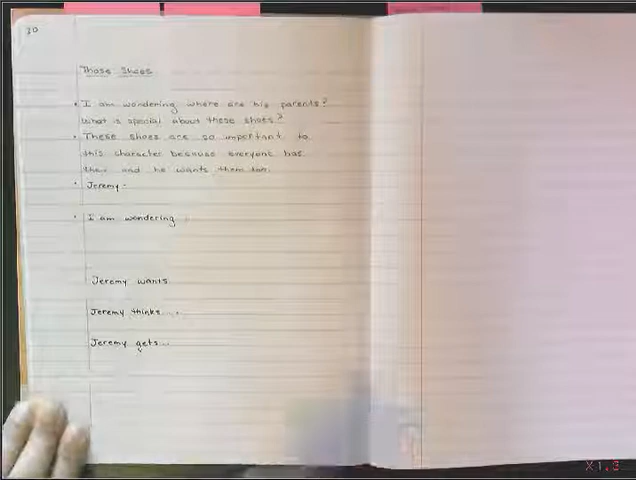 30
Those Shoes
• I am wondering where are his parents?
What is special about these shoes?
• These shoes are so important to
this character because everyone has
them and he wants them too.
• Jeremy.
• I am wondering
Jeremy wants
Jeremy thinks....
Jeremy gets...
X1.3